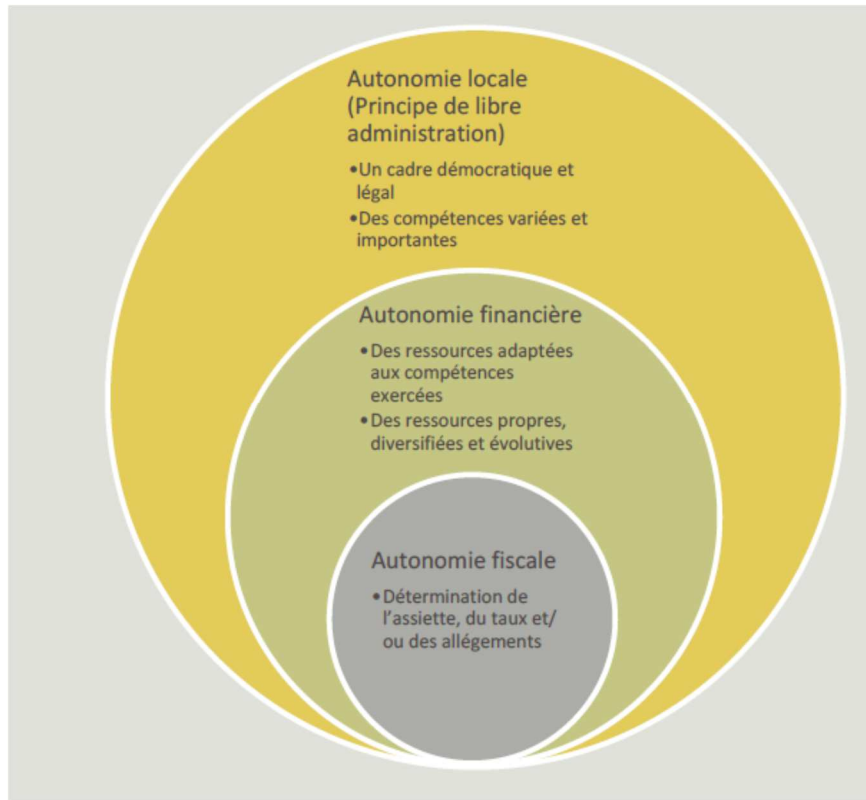 Autonomie locale
(Principe de libre
administration)
•Un cadre démocratique et
légal
•Des compétences variées et
importantes
Autonomie financière
•Des ressources adaptées
aux compétences
exercées
•Des ressources propres,
diversifiées et évolutives
Autonomie fiscale
•Détermination de
l'assiette, du taux et/
ou des allégements